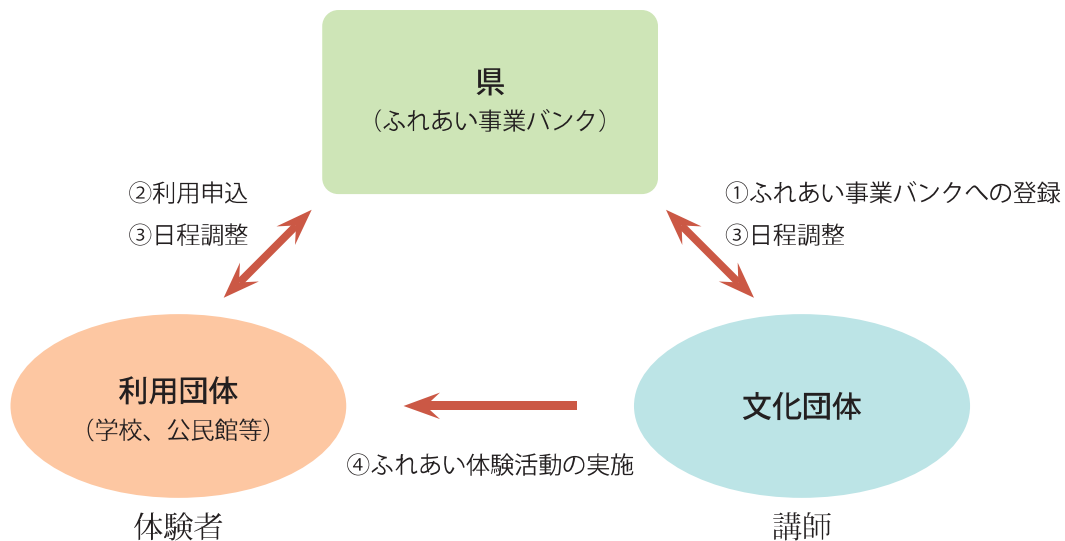 県
（ふれあい事業バンク）
②利用申込
③日程調整
①ふれあい事業バンクへの登録
③日程調整
利用団体
（学校、公民館等）
文化団体
④ふれあい体験活動の実施
体験者
講師